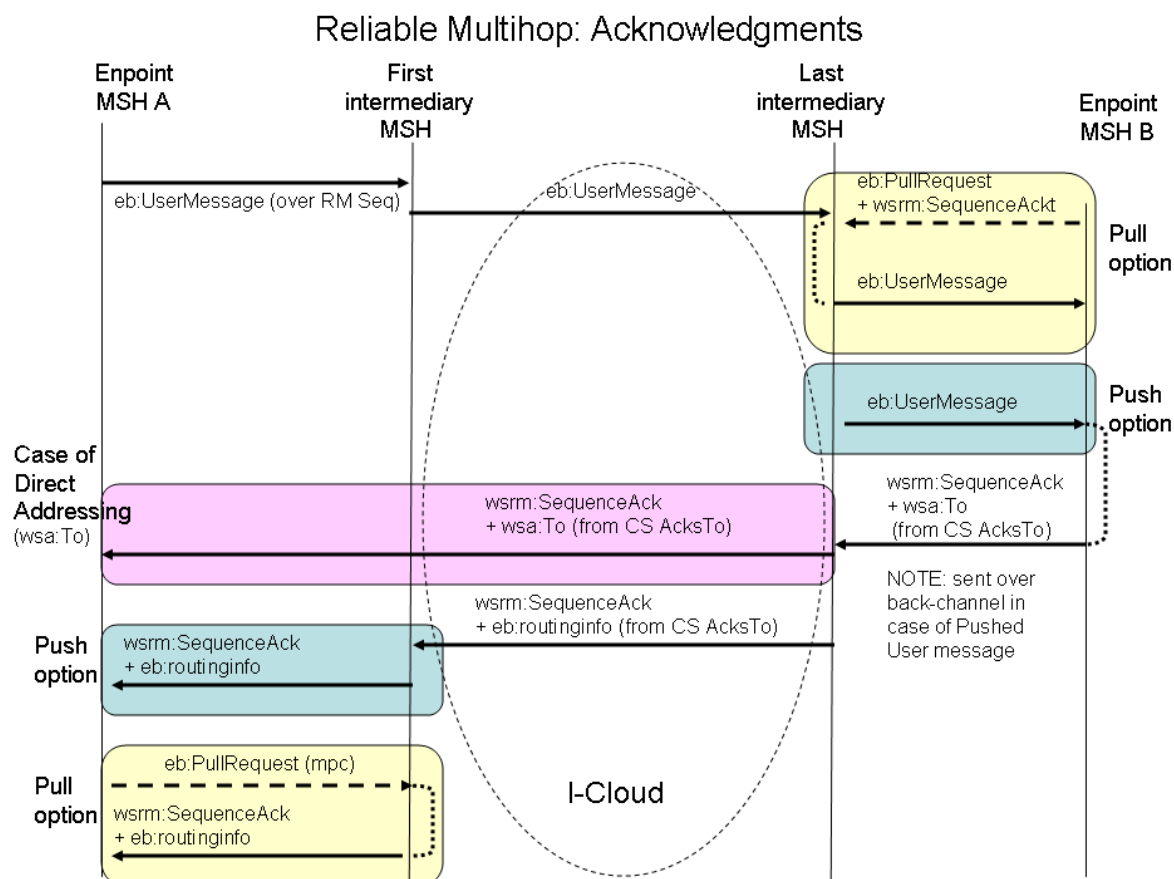 Reliable Multihop: Acknowledgments
Enpoint
MSH A
First
intermediary
MSH
Last
intermediary
MSH
Enpoint
MSH B
eb:UserMessage (over RM Seq)
eb:UserMessage
eb:PullRequest
+ wsrm:SequenceAckt
Pull
option
eb:UserMessage
eb:UserMessage
Push
option
Case of
Direct
Addressing
(wsa:To)
wsrm:SequenceAck
+ wsa:To (from CS AcksTo)
wsrm:SequenceAck
+ wsa:To
(from CS AcksTo)
NOTE: sent over
back-channel in
case of Pushed
User message
wsrm:SequenceAck
+ eb:routinginfo (from CS AcksTo)
Push
option
wsrm:SequenceAck
+ eb:routinginfo
Pull
option
eb:PullRequest (mpc)
wsrm:SequenceAck
+ eb:routinginfo
I-Cloud